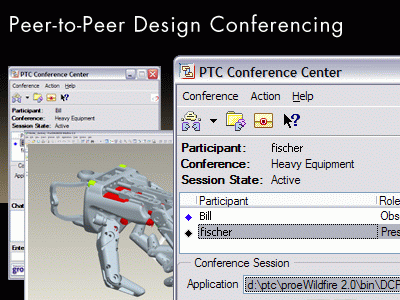 Peer-to-Peer Design Conferencing
PTC Conference Center
Conference Action Help
Participant: Bill
Conference: Heavy Equipment
Session State: Active
PTC Conference Center
Conference Action Help
Participant: fischer
Conference: Heavy Equipment
Session State: Active
Participant Role
Bill Obs
fischer Pres
Conference Session
Application d:\ptc\proeWildfire 2.0\bin\DCF
Ente
gro